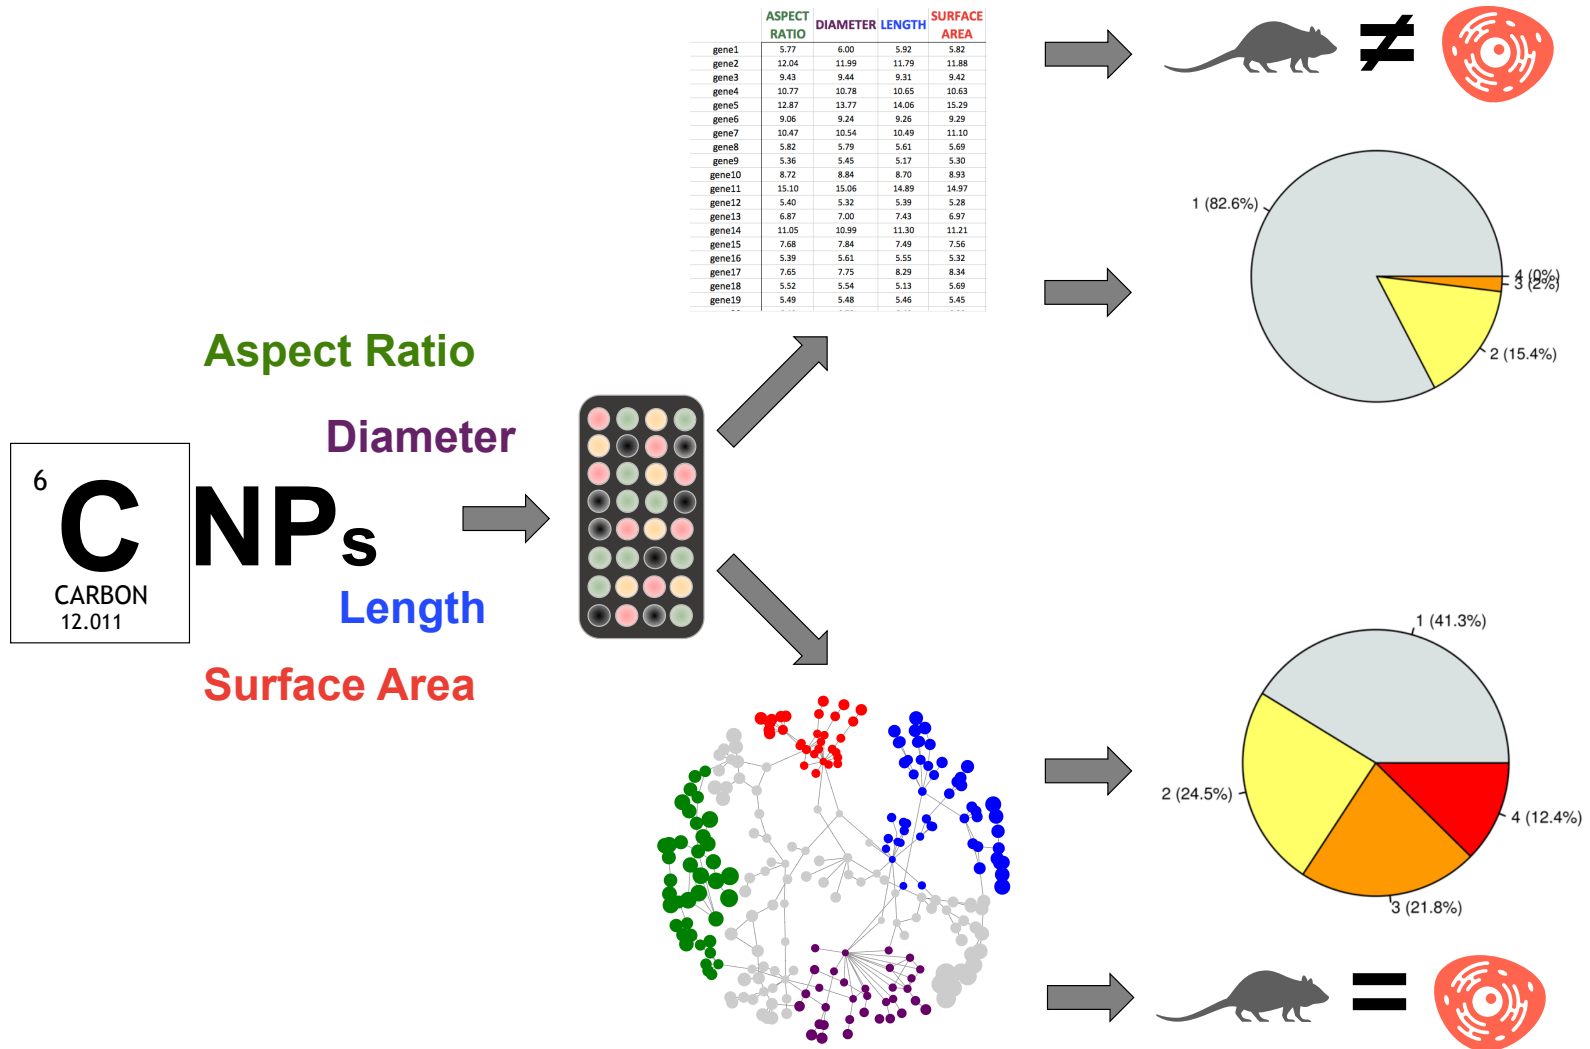 ASPECT RATIO DIAMETER LENGTH SURFACE AREA
gene1 5.77 6.00 5.92 5.82
gene2 12.04 11.99 11.79 11.88
gene3 9.43 9.44 9.31 9.42
gene4 10.77 10.78 10.65 10.63
gene5 12.87 13.77 14.06 15.29
gene6 9.06 9.24 9.26 9.29
gene7 10.47 10.54 10.49 11.10
gene8 5.82 5.79 5.61 5.69
gene9 5.36 5.45 5.17 5.30
gene10 8.72 8.84 8.70 8.93
gene11 15.10 15.06 14.89 14.97
gene12 5.40 5.32 5.39 5.28
gene13 6.87 7.00 7.43 6.97
gene14 11.05 10.99 11.30 11.21
gene15 7.68 7.84 7.49 7.56
gene16 5.39 5.61 5.55 5.32
gene17 7.65 7.75 8.29 8.34
gene18 5.52 5.54 5.13 5.69
gene19 5.49 5.48 5.46 5.45
≠
1 (82.6%)
4 (0%)
3 (2%)
2 (15.4%)
Aspect Ratio
Diameter
6
C NPs
CARBON
12.011
Length
Surface Area
1 (41.3%)
2 (24.5%)
4 (12.4%)
3 (21.8%)
=